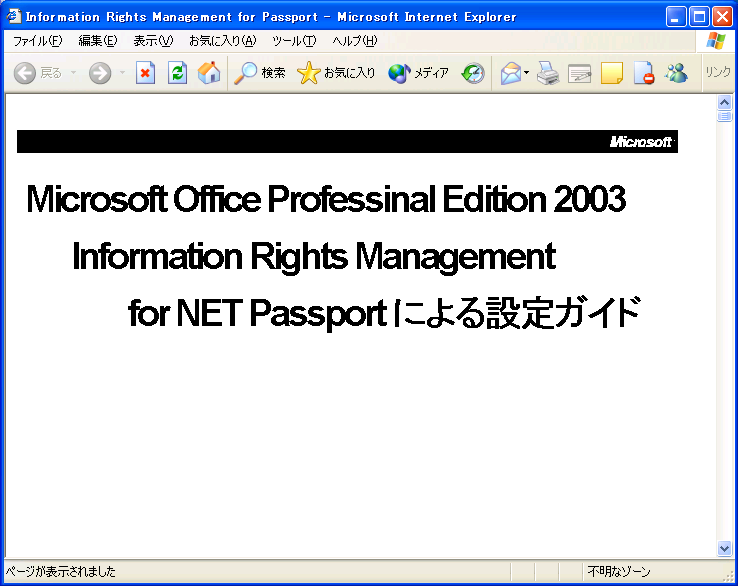 Information Rights Management for Passport - Microsoft Internet Explorer
ファイル(F) 編集(E) 表示(V) お気に入り(A) ツール(T) ヘルプ(H)
戻る 検索 お気に入り メディア リンク
Microsoft
Microsoft Office Professinal Edition 2003
Information Rights Management
for NET Passport による設定ガイド
ページが表示されました 不明なゾーン